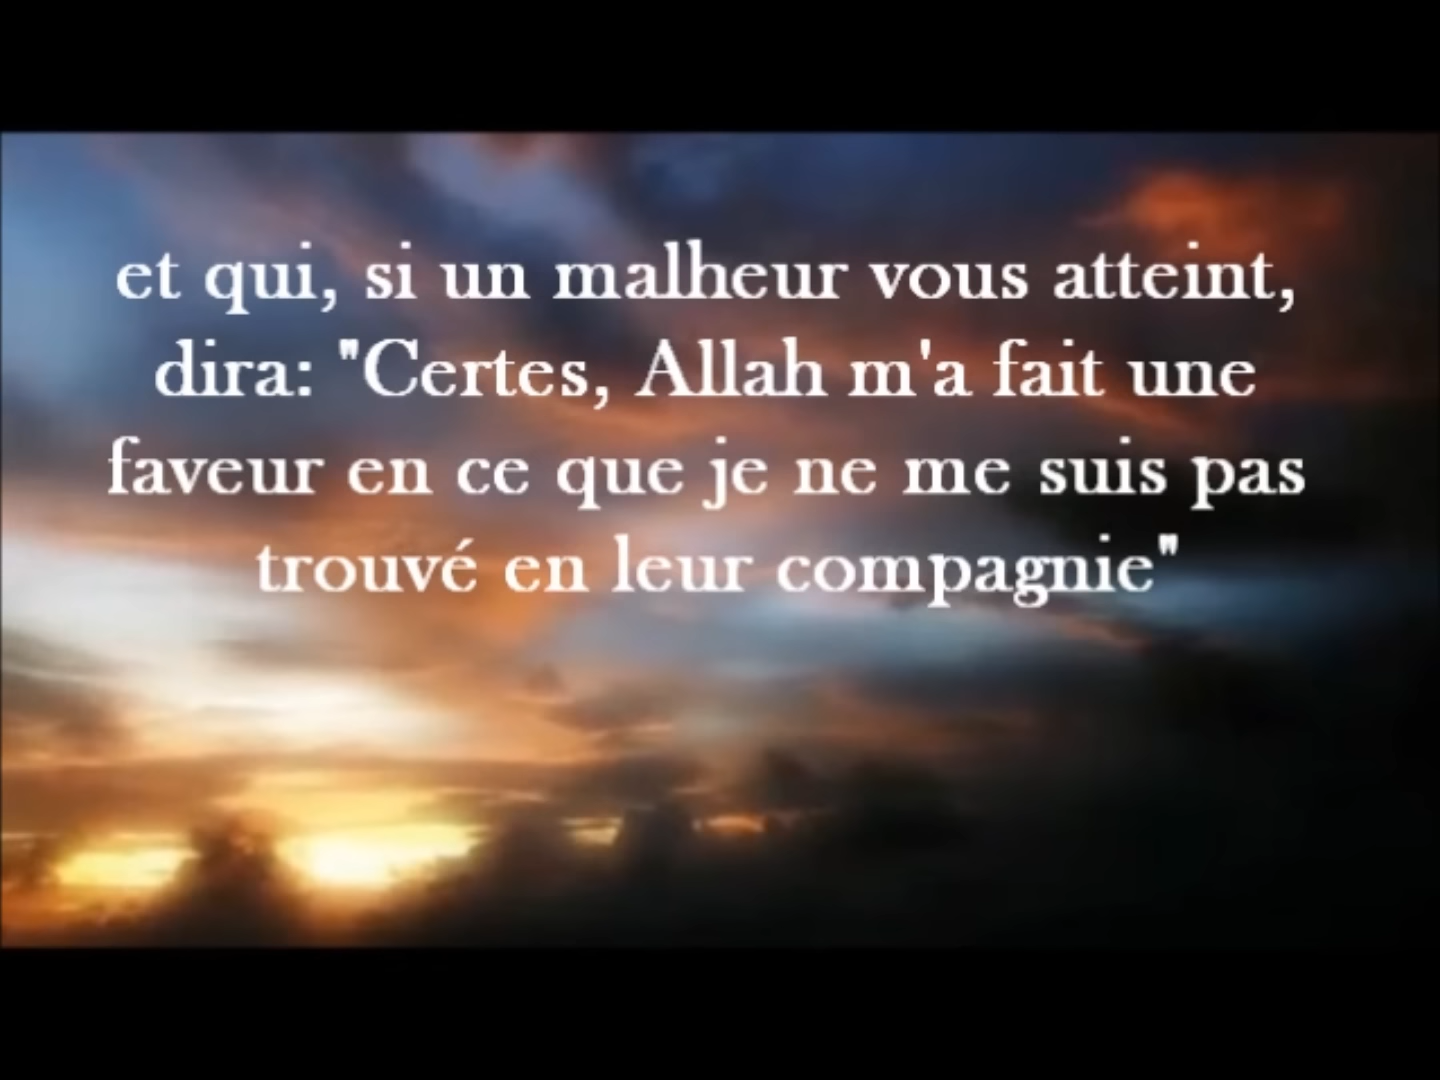 et qui, si un malheur vous atteint,
dira: "Certes, Allah m'a fait une
faveur en ce que je ne me suis pas
trouvé en leur compagnie"